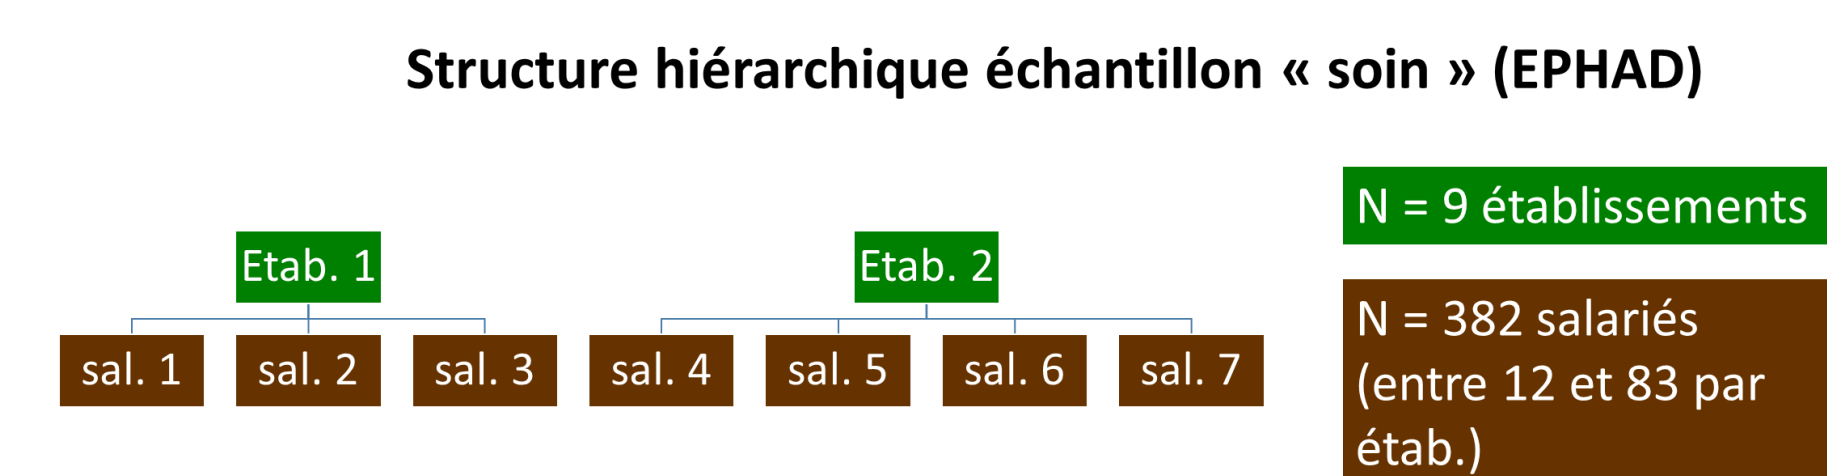 Structure hiérarchique échantillon « soin » (EPHAD)
N = 9 établissements
Etab. 1
Etab. 2
N = 382 salariés
(entre 12 et 83 par
étab.)
sal. 1
sal. 2
sal. 3
sal. 4
sal. 5
sal. 6
sal. 7